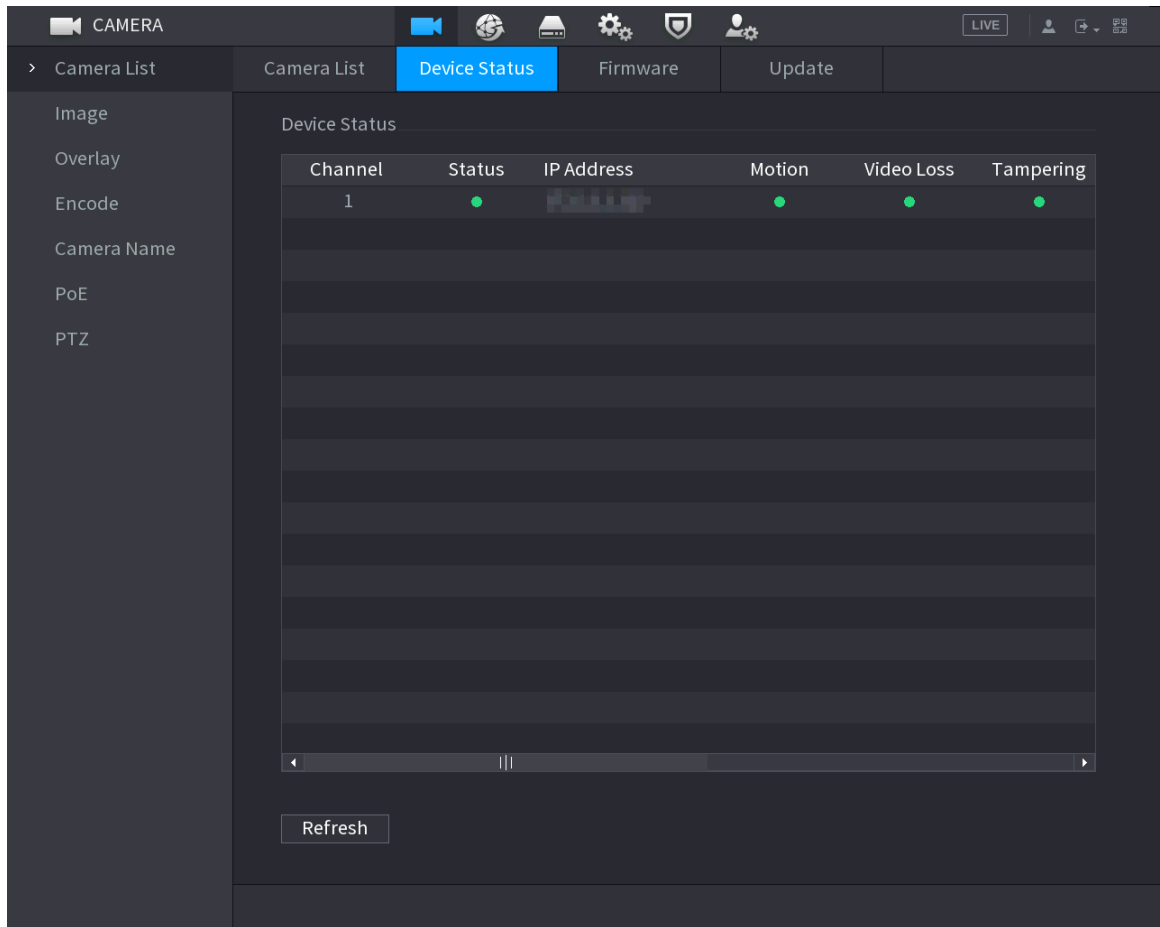 CAMERA LIVE
Camera List Camera List Device Status Firmware Update
Image
Device Status
Overlay
Channel Status IP Address Motion Video Loss Tampering
1
Encode
Camera Name
PoE
PTZ
Refresh